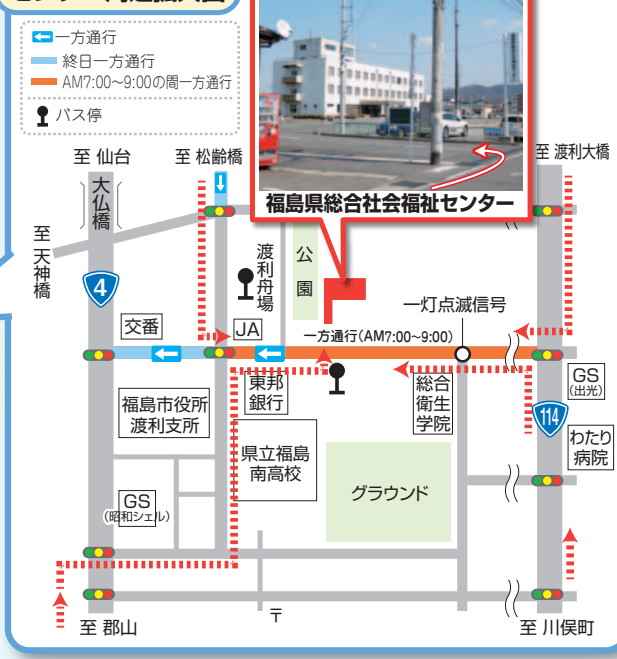 一方通行
終日一方通行
AM7:00～9:00の間一方通行
バス停
至 仙台
至 松齢橋
至 渡利大橋
福島県総合社会福祉センター
大仏橋
至 天神橋
4
渡利舟場
公園
一灯点滅信号
交番
JA
一方通行(AM7:00～9:00)
東邦
銀行
総合
衛生
学院
GS
(出光)
福島市役所
渡利支所
114
わたり
病院
県立福島
南高校
グラウンド
GS
(昭和シェル)
〒
至 郡山
至 川俣町